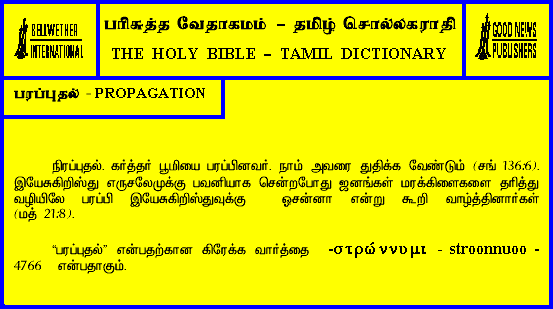 BELLWETHER
INTERNATIONAL
பரிசுத்த வேதாகமம் – தமிழ் சொல்லகராதி
THE HOLY BIBLE – TAMIL DICTIONARY
GOOD NEWS
PUBLISHERS
பரப்புதல் - PROPAGATION
நிரப்புதல். கர்த்தர் பூமியை பரப்பினவர். நாம் அவரை துதிக்க வேண்டும் (சங் 136:6).
இயேசுகிறிஸ்து எருசலேமுக்கு பவனியாக சென்றபோது ஜனங்கள் மரக்கிளைகளை தரித்து
வழியிலே பரப்பி இயேசுகிறிஸ்துவுக்கு ஓசன்னா என்று கூறி வாழ்த்தினார்கள்
(மத் 21:8).
“பரப்புதல்” என்பதற்கான கிரேக்க வார்த்தை -στρώννυμι - stroonnuoo -
4766 என்பதாகும்.